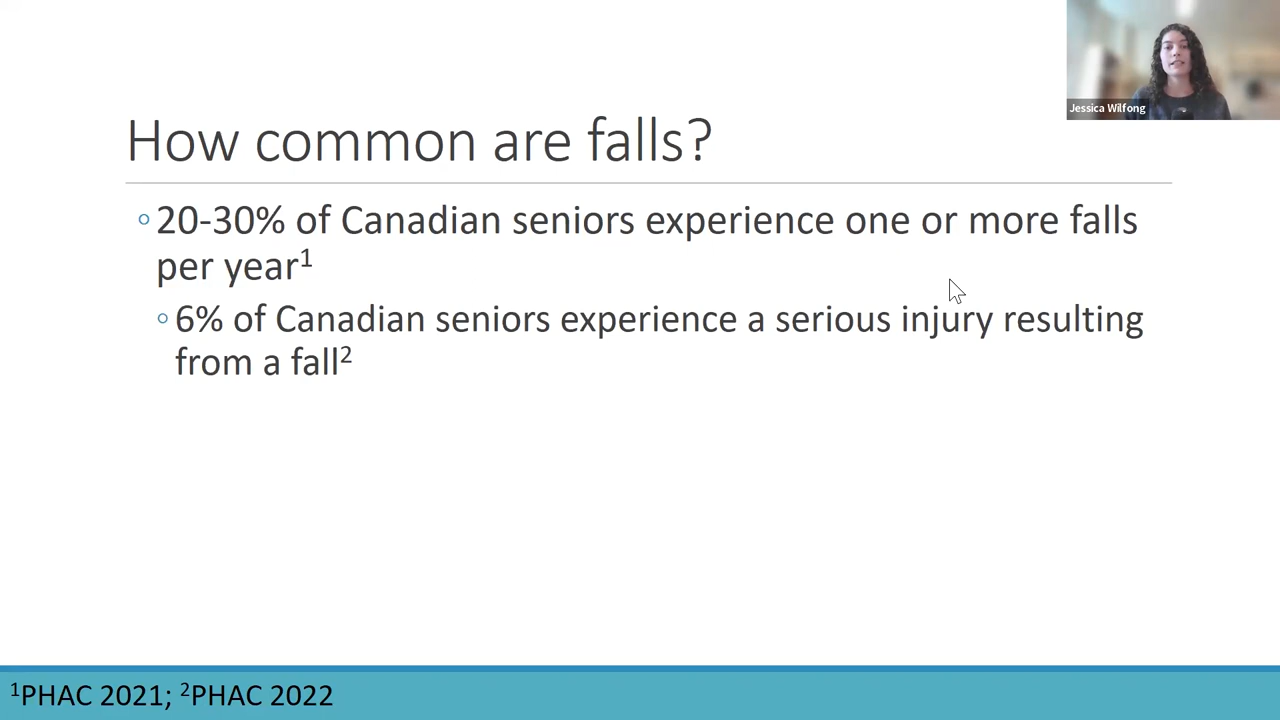 Jessica Wilfong
How common are falls?
◦20-30% of Canadian seniors experience one or more falls
per year¹
◦6% of Canadian seniors experience a serious injury resulting
from a fall²
¹PHAC 2021; ²PHAC 2022